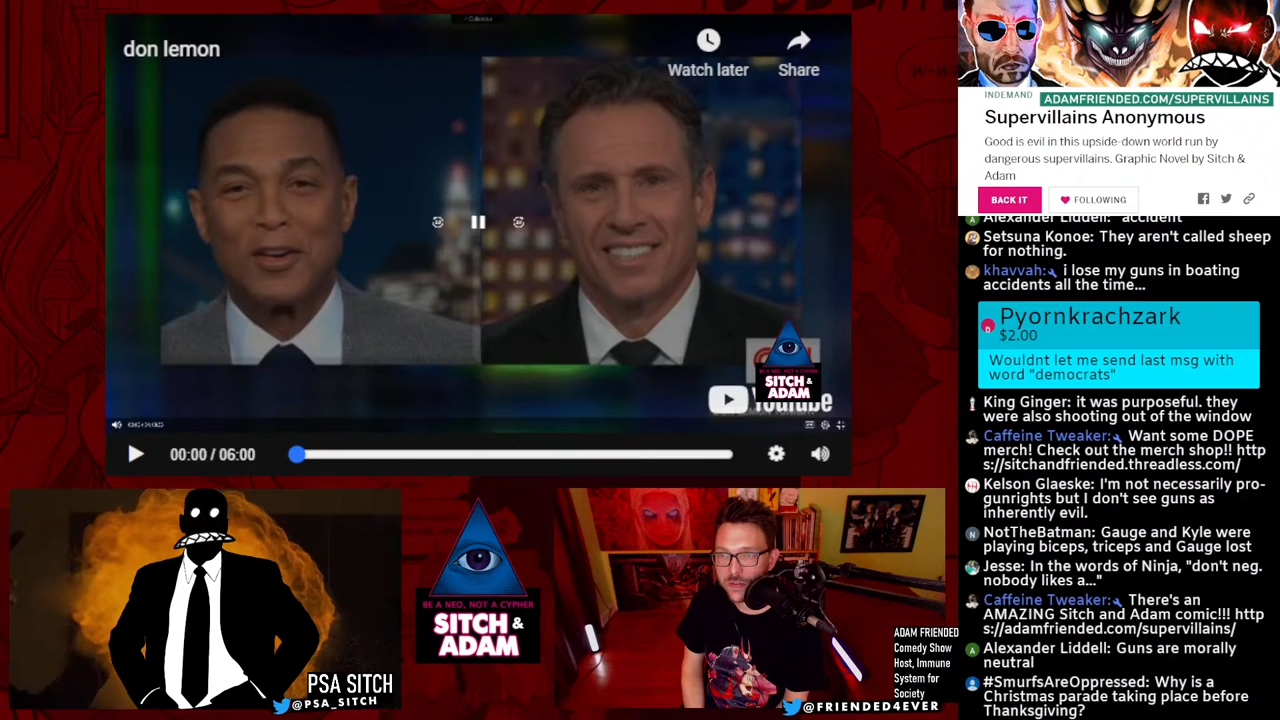 don lemon
Watch later
Share
SITCH &
ADAM
YouTube
00:00 / 06:00
INDEMAND
ADAMFRIENDED.COM/SUPERVILLAINS
Supervillains Anonymous
Good is evil in this upside-down world run by
dangerous supervillains. Graphic Novel by Sitch &
Adam
BACK IT
FOLLOWING
Alexander Liddell: "accident"
Setsuna Konoe: They aren't called sheep
for nothing.
khavvah: i lose my guns in boating
accidents all the time...
Pyornkrachzark
$2.00
Wouldnt let me send last msg with
word "democrats"
King Ginger: it was purposeful. they
were also shooting out of the window
Caffeine Tweaker: Want some DOPE
merch! Check out the merch shop!! http
s://sitchandfriended.threadless.com/
Kelson Glaeske: I'm not necessarily pro-
gunrights but I don't see guns as
inherently evil.
NotTheBatman: Gauge and Kyle were
playing biceps, triceps and Gauge lost
Jesse: In the words of Ninja, "don't neg.
nobody likes a..."
Caffeine Tweaker: There's an
AMAZING Sitch and Adam comic!!! http
s://adamfriended.com/supervillains/
Alexander Liddell: Guns are morally
neutral
#SmurfsAreOppressed: Why is a
Christmas parade taking place before
Thanksgiving?
PSA SITCH
@PSA_SITCH
BE A NEO, NOT A CYPHER
SITCH &
ADAM
ADAM FRIENDED
Comedy Show
Host, Immune
System for
Society
@FRIENDED4EVER